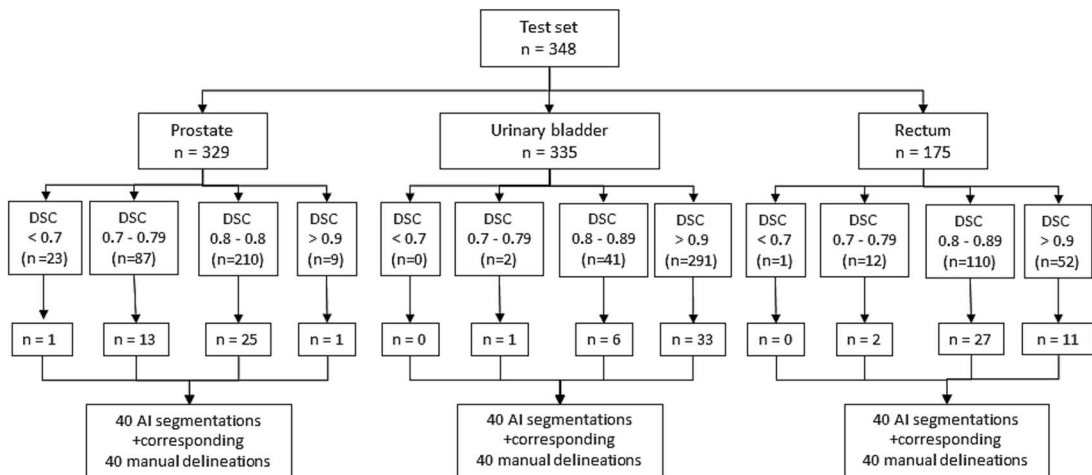 Test set
n = 348
Prostate
n = 329
Urinary bladder
n = 335
Rectum
n = 175
DSC
< 0.7
(n=23)
DSC
0.7 - 0.79
(n=87)
DSC
0.8 - 0.8
(n=210)
DSC
> 0.9
(n=9)
DSC
< 0.7
(n=0)
DSC
0.7 - 0.79
(n=2)
DSC
0.8 - 0.89
(n=41)
DSC
> 0.9
(n=291)
DSC
< 0.7
(n=1)
DSC
0.7 - 0.79
(n=12)
DSC
0.8 - 0.89
(n=110)
DSC
> 0.9
(n=52)
n = 1
n = 13
n = 25
n = 1
n = 0
n = 1
n = 6
n = 33
n = 0
n = 2
n = 27
n = 11
40 AI segmentations
+corresponding
40 manual delineations
40 AI segmentations
+corresponding
40 manual delineations
40 AI segmentations
+corresponding
40 manual delineations